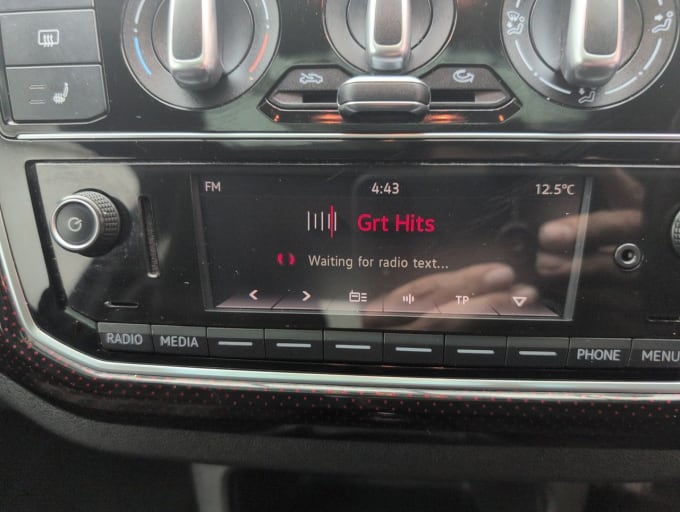 FM 4:43 12.5°C
Grt Hits
Waiting for radio text...
TP
RADIO MEDIA PHONE MENU